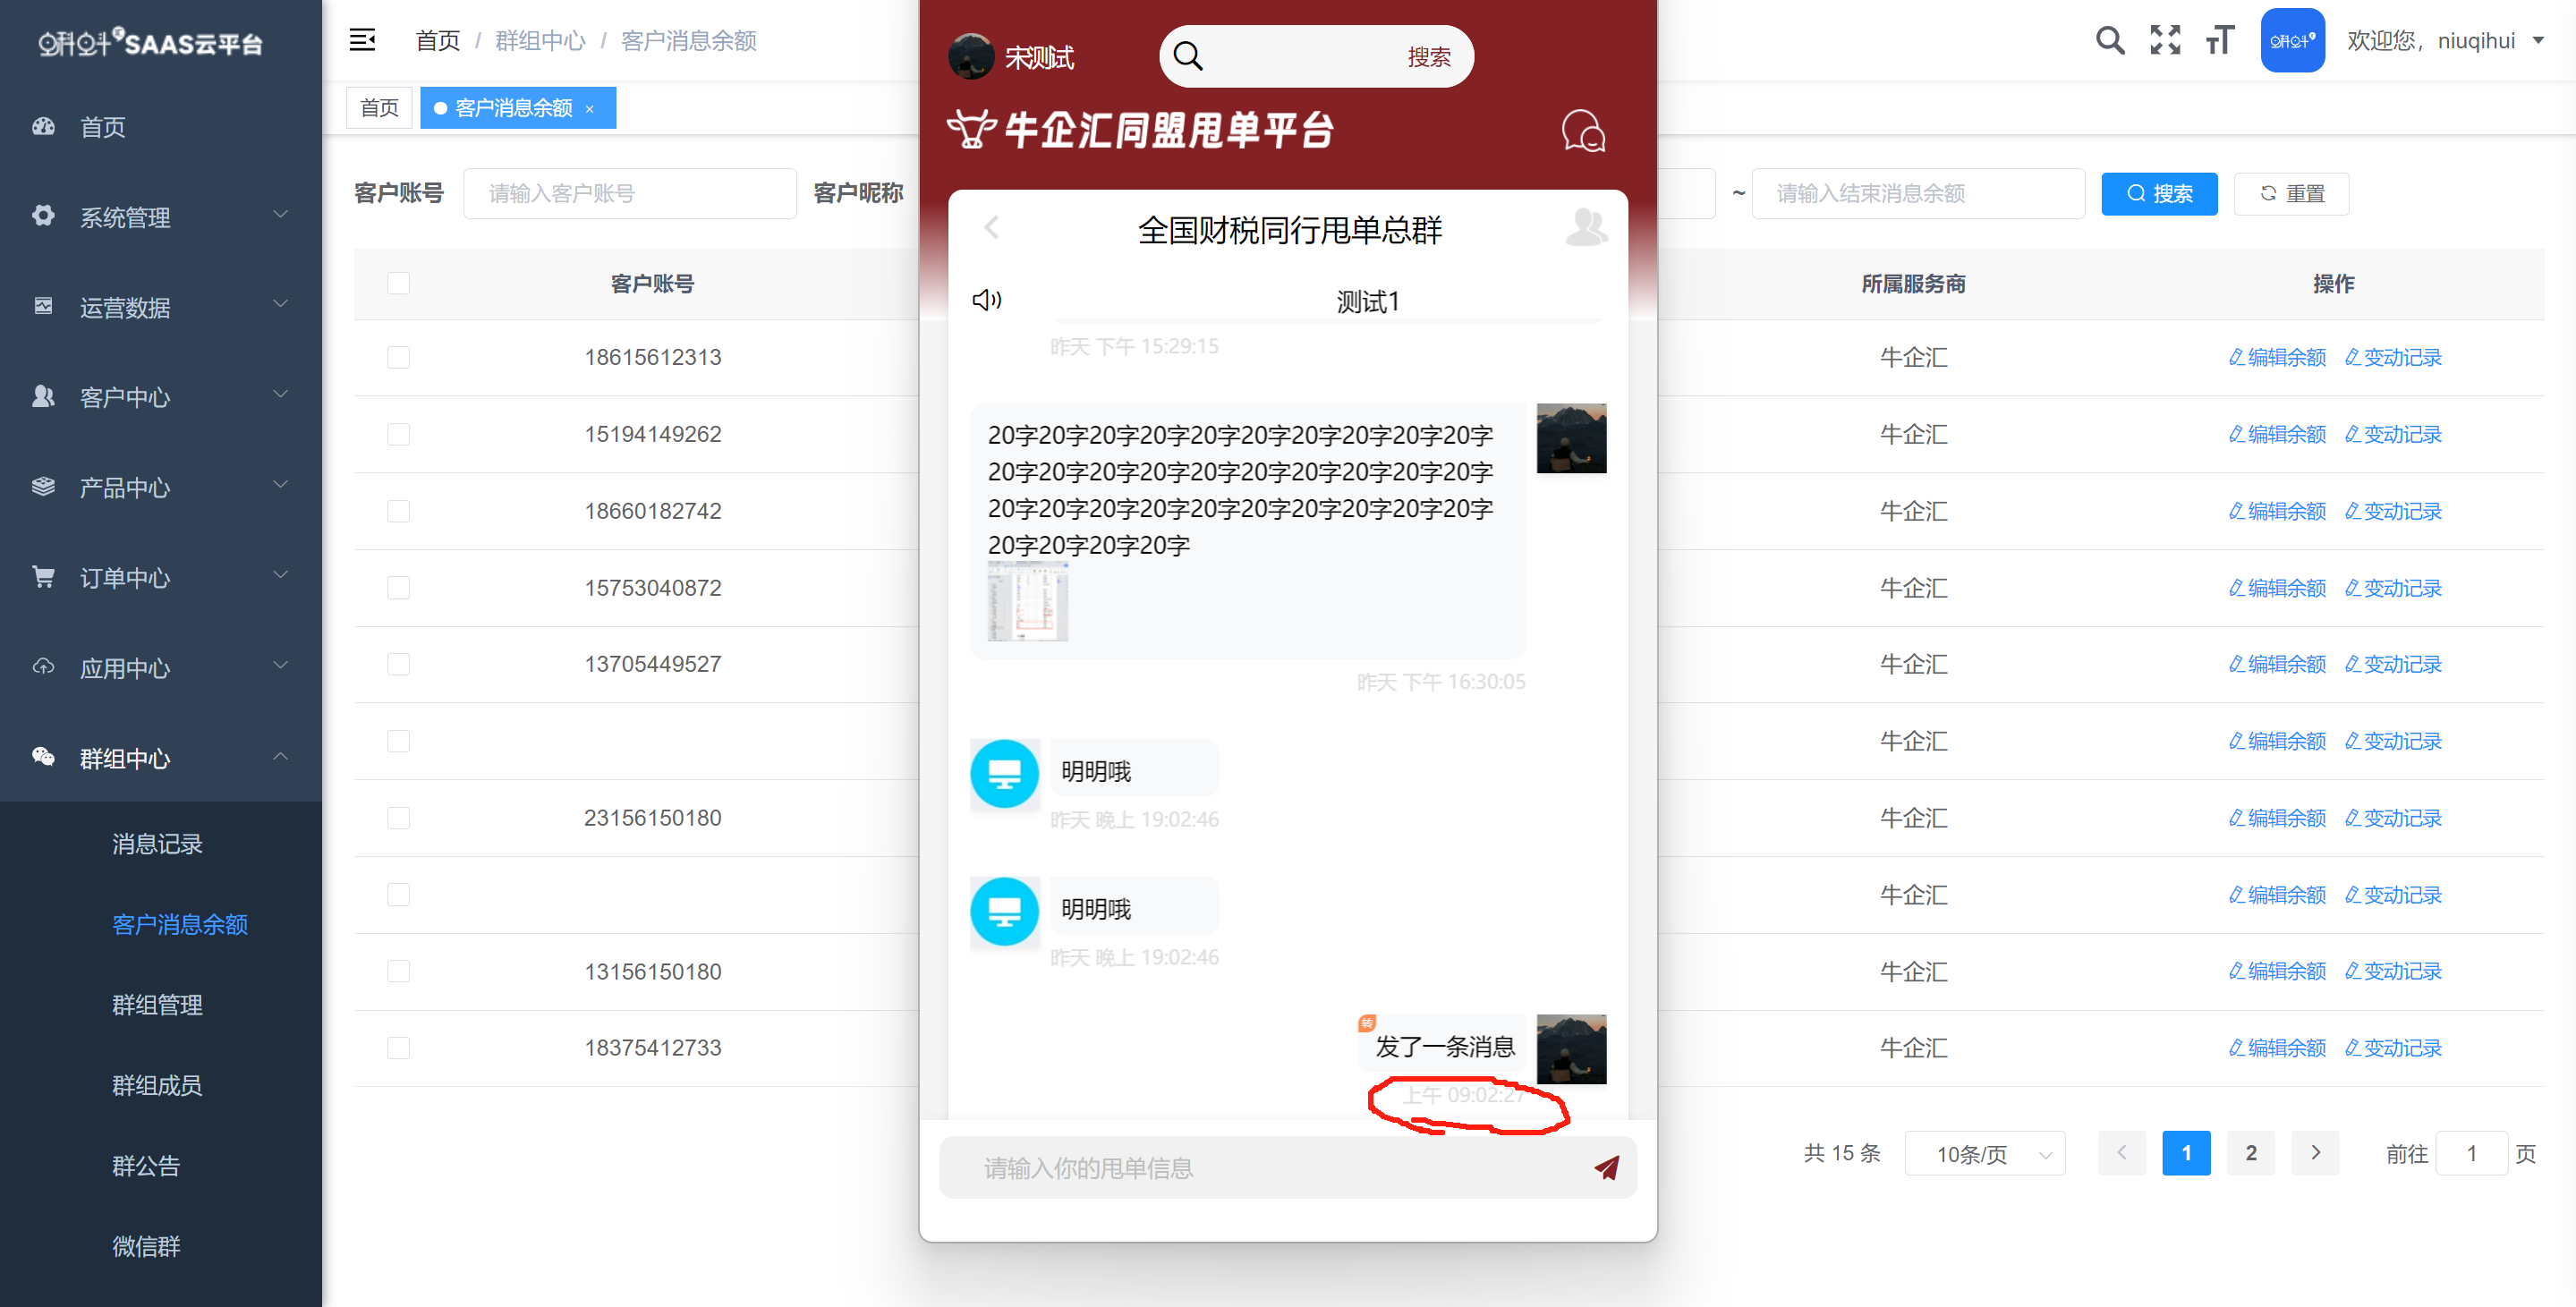 SAAS云平台
首页
系统管理
运营数据
客户中心
产品中心
订单中心
应用中心
群组中心
消息记录
客户消息余额
群组管理
群组成员
群公告
微信群
首页 / 群组中心 / 客户消息余额
欢迎您，niuqihui
首页
客户消息余额 ×
客户账号 请输入客户账号 客户昵称
~ 请输入结束消息余额 搜索 重置
客户账号 所属服务商 操作
18615612313 牛企汇 编辑余额 变动记录
15194149262 牛企汇 编辑余额 变动记录
18660182742 牛企汇 编辑余额 变动记录
15753040872 牛企汇 编辑余额 变动记录
13705449527 牛企汇 编辑余额 变动记录
牛企汇 编辑余额 变动记录
23156150180 牛企汇 编辑余额 变动记录
牛企汇 编辑余额 变动记录
13156150180 牛企汇 编辑余额 变动记录
18375412733 牛企汇 编辑余额 变动记录
共 15 条 10条/页 1 2 前往 1 页
宋测试 搜索
牛企汇同盟甩单平台
全国财税同行甩单总群
测试1
昨天 下午 15:29:15
20字20字20字20字20字20字20字20字20字20字
20字20字20字20字20字20字20字20字20字20字
20字20字20字20字20字20字20字20字20字20字
20字20字20字20字
昨天 下午 16:30:05
明明哦
昨天 晚上 19:02:46
明明哦
昨天 晚上 19:02:46
转
发了一条消息
上午 09:02:27
请输入你的甩单信息